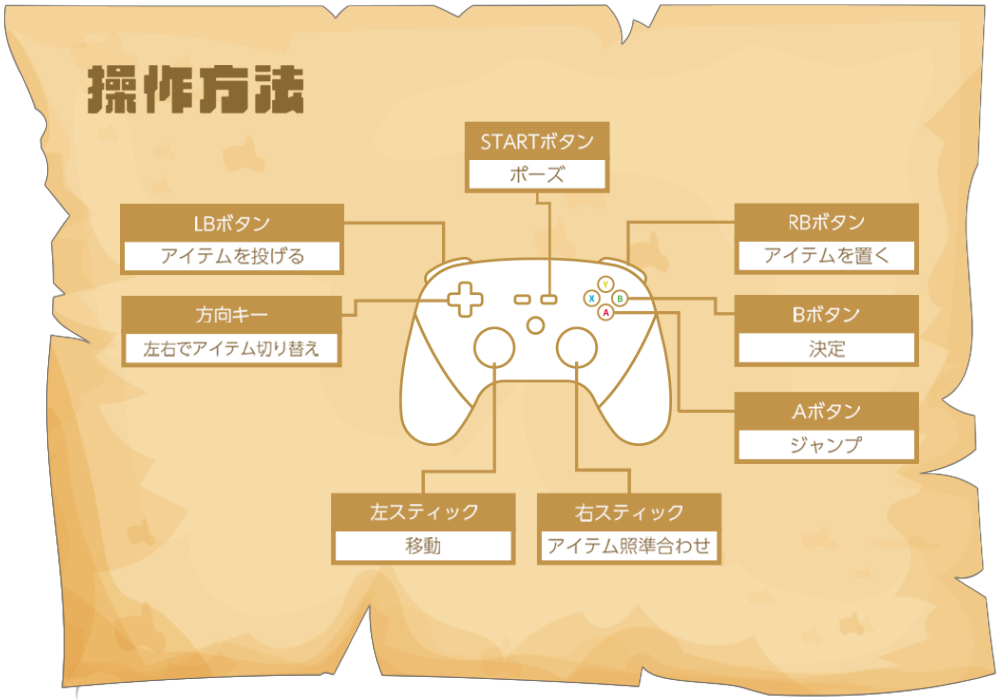 操作方法
STARTボタン
ポーズ
LBボタン
アイテムを投げる
RBボタン
アイテムを置く
方向キー
左右でアイテム切り替え
Bボタン
決定
Aボタン
ジャンプ
左スティック
移動
右スティック
アイテム照準合わせ
Y
X
B
A